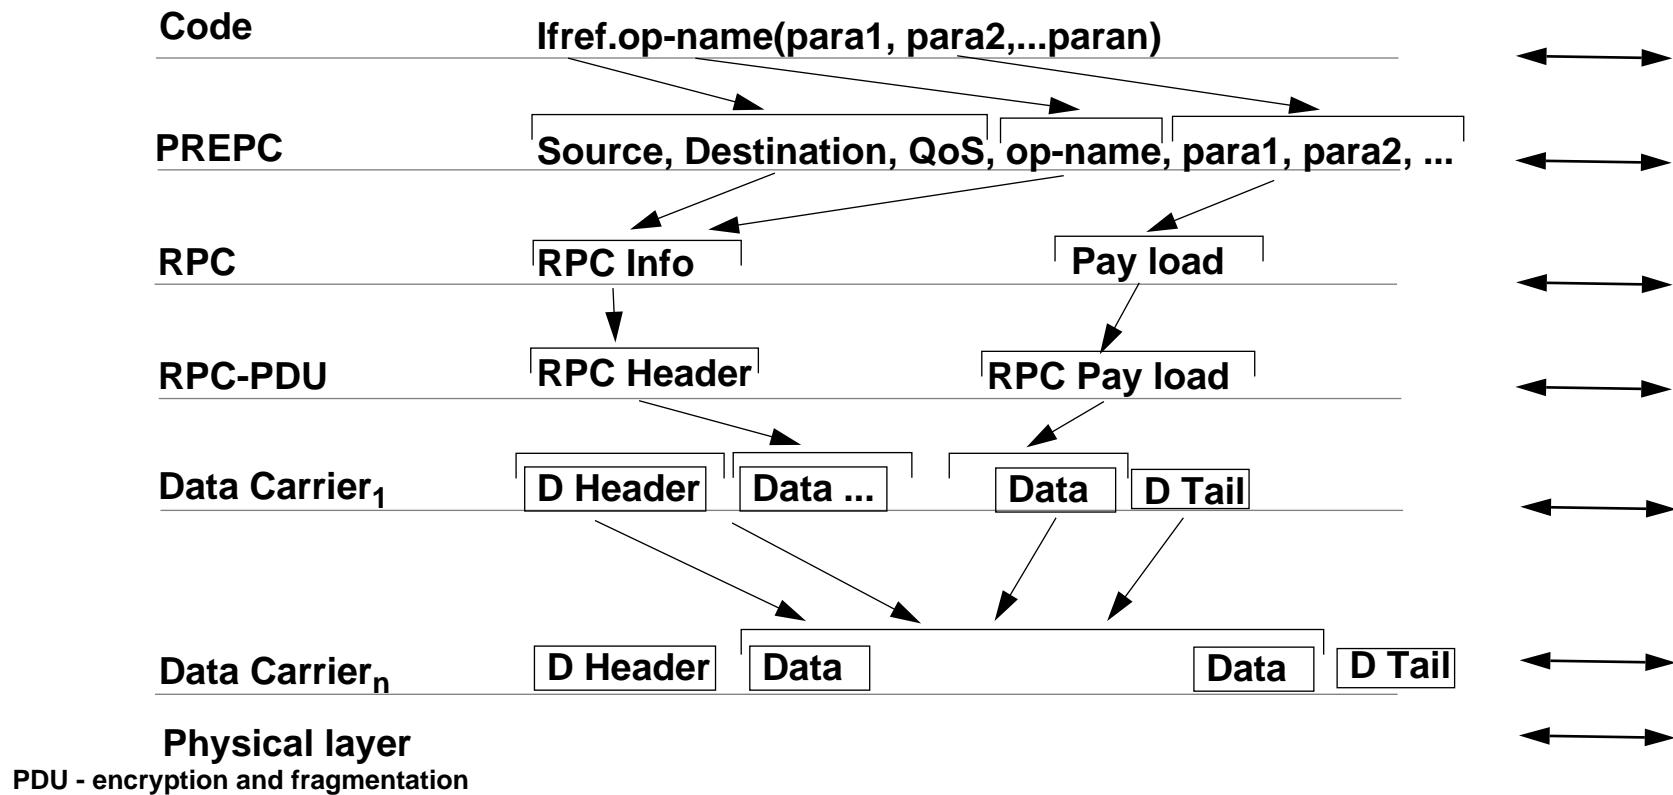 Code Ifref.op-name(para1, para2,...paran)
PREPC Source, Destination, QoS, op-name, para1, para2, ...
RPC RPC Info Pay load
RPC-PDU RPC Header RPC Pay load
Data Carrier1 D Header Data ... Data D Tail
Data Carriern D Header Data Data D Tail
Physical layer
PDU - encryption and fragmentation